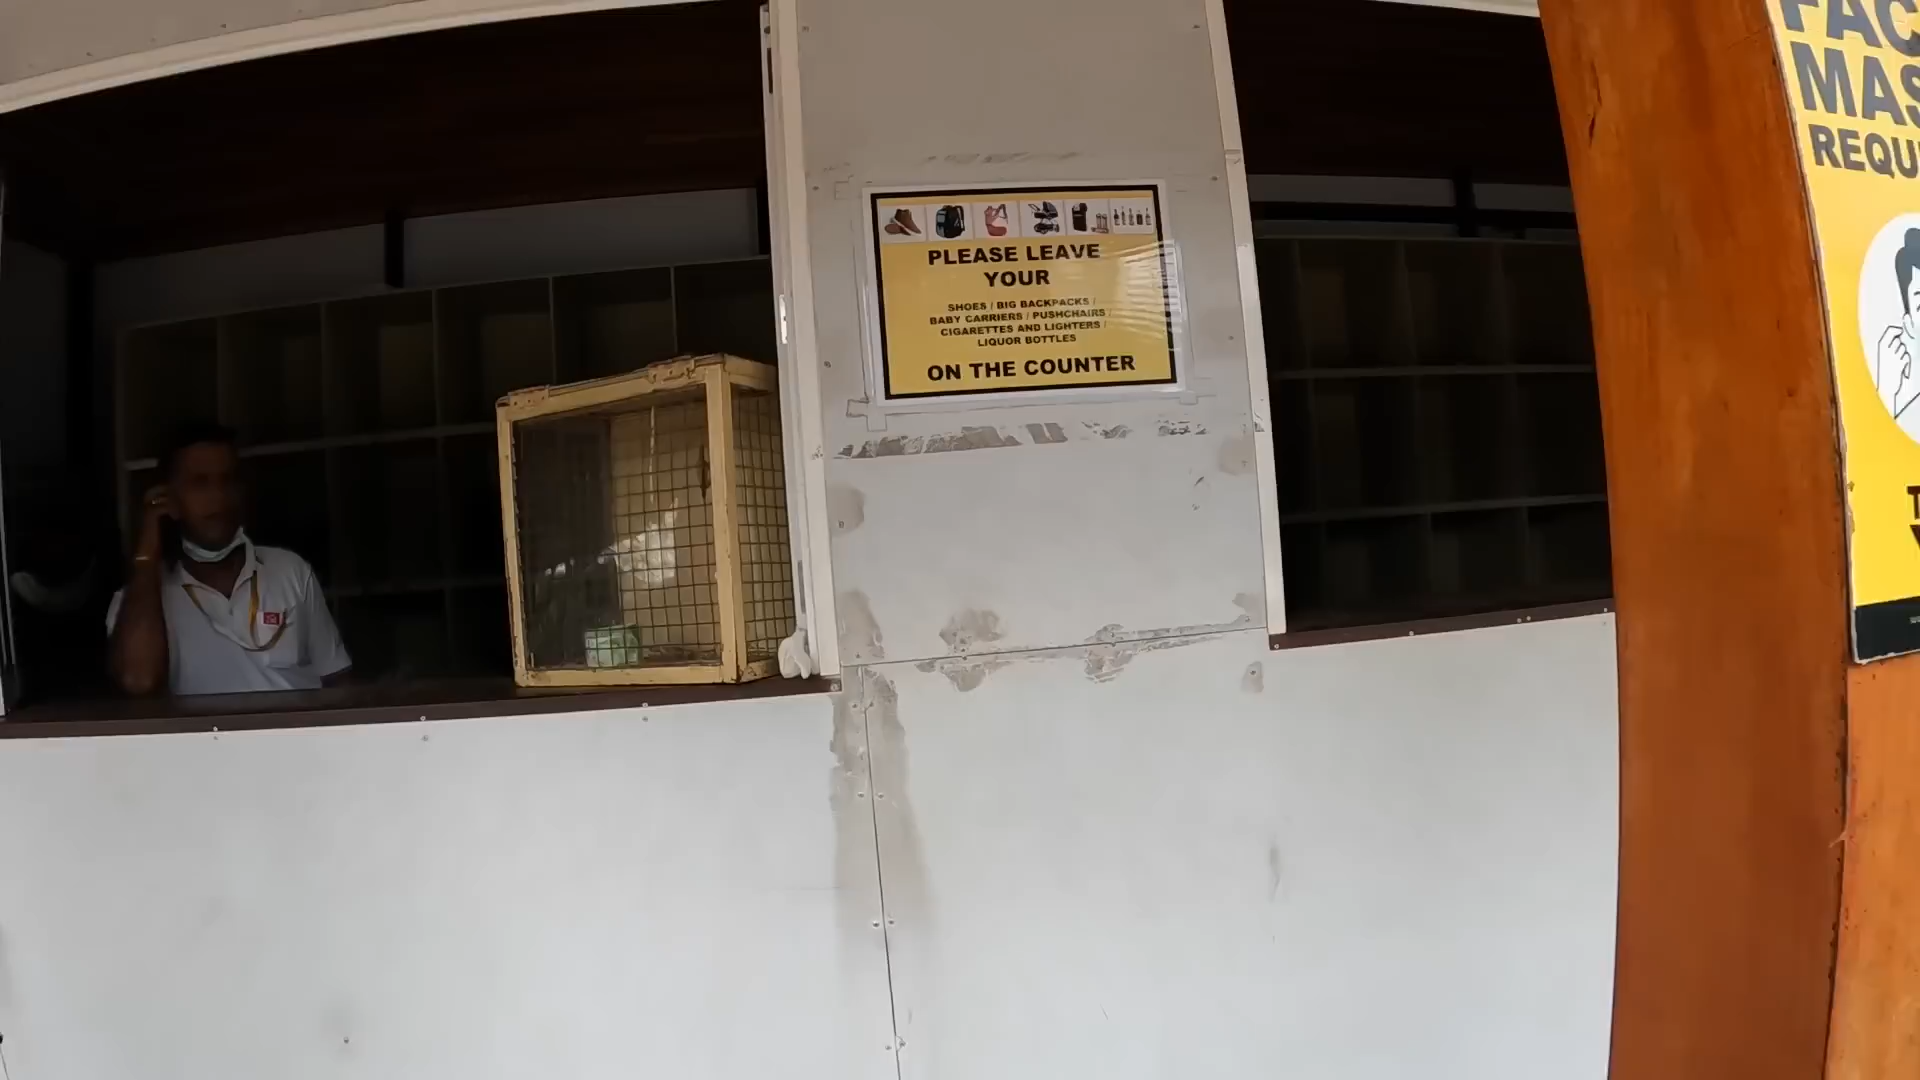 PLEASE LEAVE
YOUR
SHOES / BIG BACKPACKS /
BABY CARRIERS / PUSHCHAIRS /
CIGARETTES AND LIGHTERS /
LIQUOR BOTTLES
ON THE COUNTER
FAC
MAS
REQU